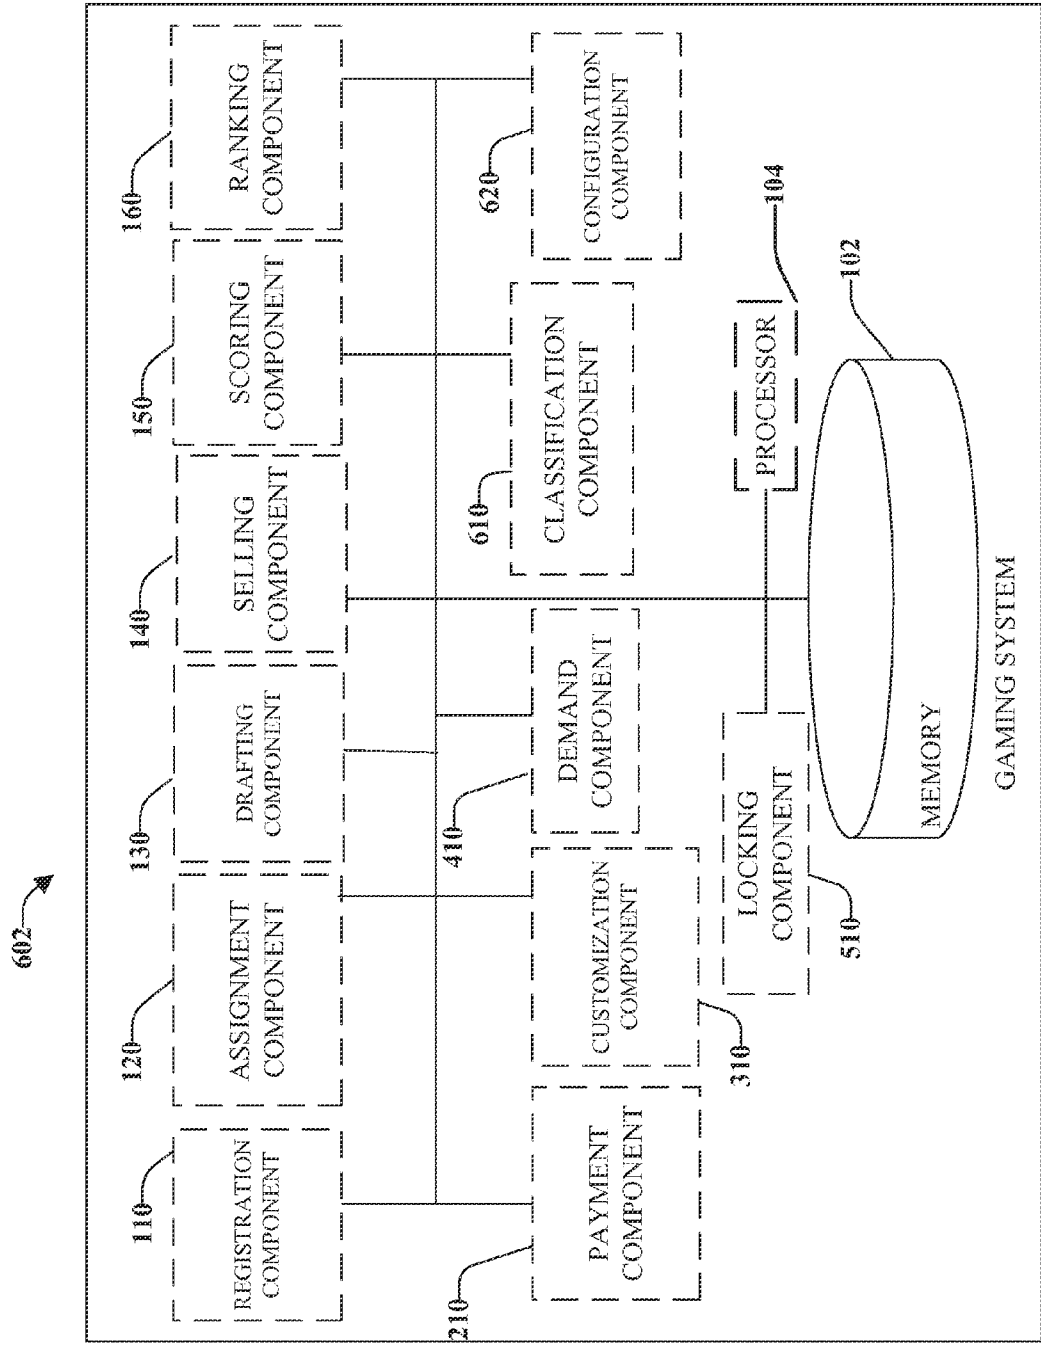 602
110
REGISTRATION
COMPONENT
120
ASSIGNMENT
COMPONENT
130
DRAFTING
COMPONENT
140
SELLING
COMPONENT
150
SCORING
COMPONENT
160
RANKING
COMPONENT
210
PAYMENT
COMPONENT
310
CUSTOMIZATION
COMPONENT
410
DEMAND
COMPONENT
610
CLASSIFICATION
COMPONENT
620
CONFIGURATION
COMPONENT
510
LOCKING
COMPONENT
PROCESSOR
104
102
MEMORY
GAMING SYSTEM